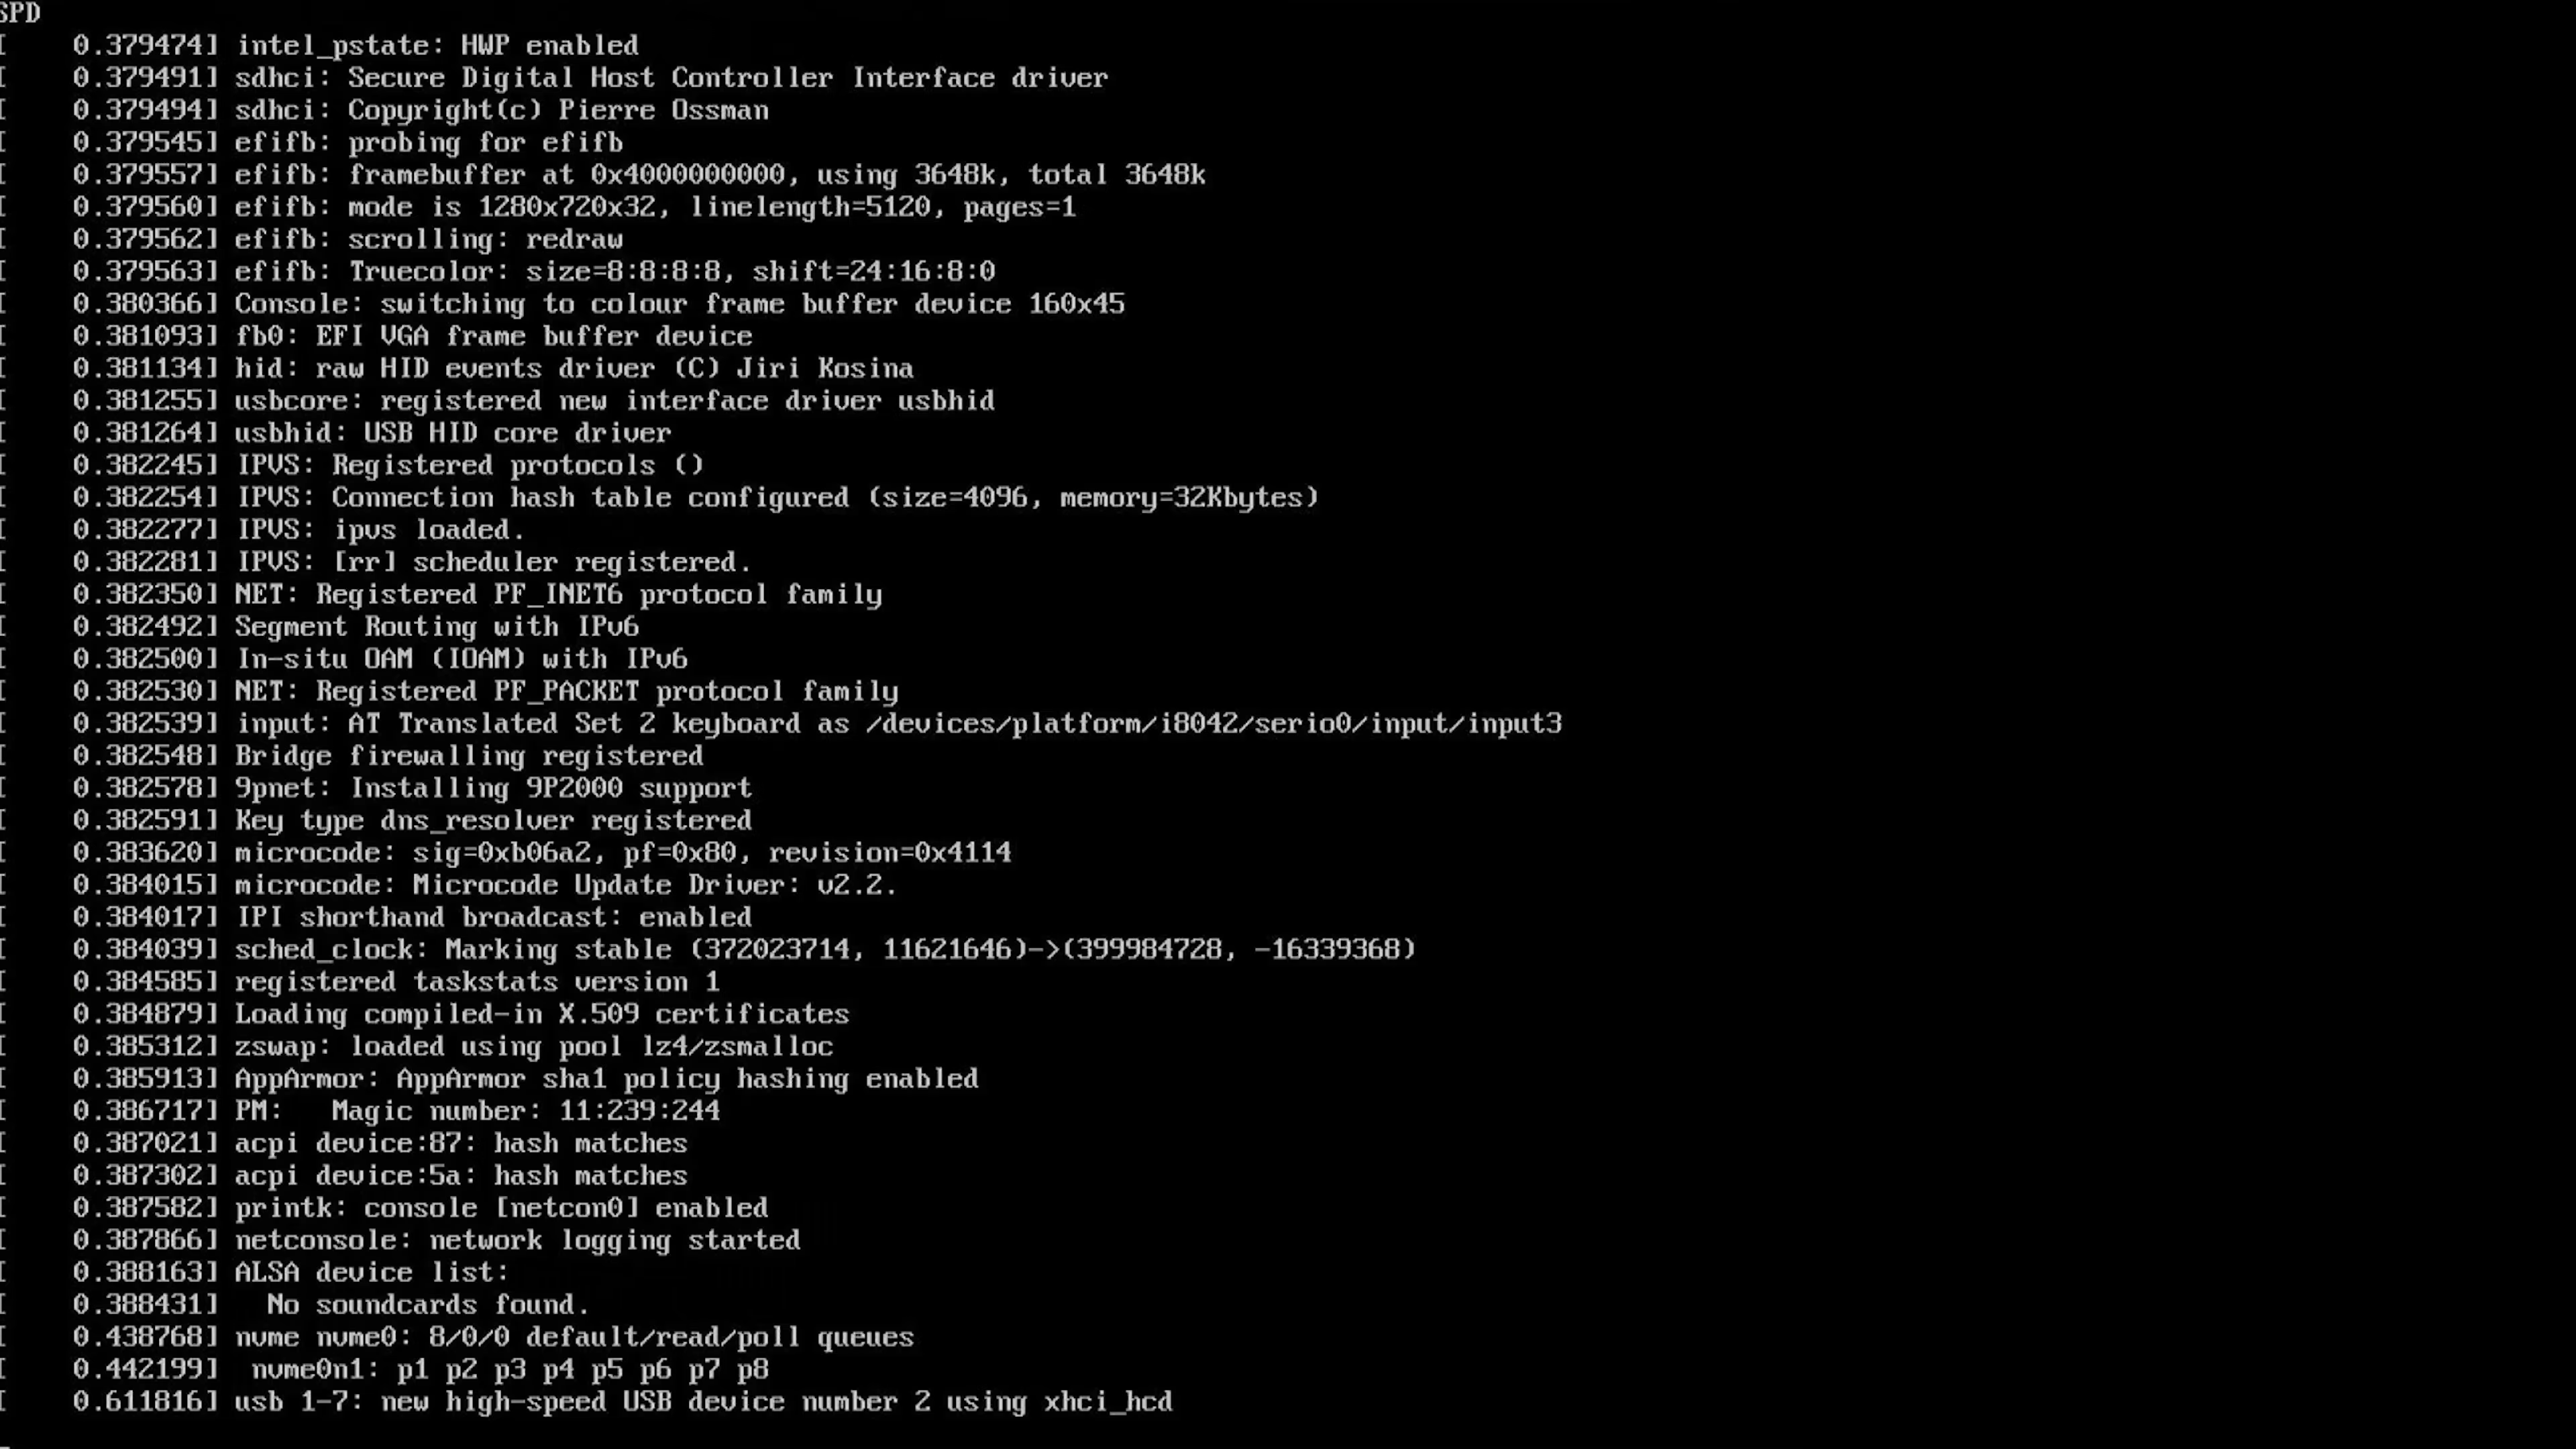 SPD
[    0.379474] intel_pstate: HWP enabled
[    0.379491] sdhci: Secure Digital Host Controller Interface driver
[    0.379494] sdhci: Copyright(c) Pierre Ossman
[    0.379545] efifb: probing for efifb
[    0.379557] efifb: framebuffer at 0x4000000000, using 3648k, total 3648k
[    0.379560] efifb: mode is 1280x720x32, linelength=5120, pages=1
[    0.379562] efifb: scrolling: redraw
[    0.379563] efifb: Truecolor: size=8:8:8:8, shift=24:16:8:0
[    0.380366] Console: switching to colour frame buffer device 160x45
[    0.381093] fb0: EFI VGA frame buffer device
[    0.381134] hid: raw HID events driver (C) Jiri Kosina
[    0.381255] usbcore: registered new interface driver usbhid
[    0.381264] usbhid: USB HID core driver
[    0.382245] IPVS: Registered protocols ()
[    0.382254] IPVS: Connection hash table configured (size=4096, memory=32Kbytes)
[    0.382277] IPVS: ipvs loaded.
[    0.382281] IPVS: [rr] scheduler registered.
[    0.382350] NET: Registered PF_INET6 protocol family
[    0.382492] Segment Routing with IPv6
[    0.382500] In-situ OAM (IOAM) with IPv6
[    0.382530] NET: Registered PF_PACKET protocol family
[    0.382539] input: AT Translated Set 2 keyboard as /devices/platform/i8042/serio0/input/input3
[    0.382548] Bridge firewalling registered
[    0.382578] 9pnet: Installing 9P2000 support
[    0.382591] Key type dns_resolver registered
[    0.383620] microcode: sig=0xb06a2, pf=0x80, revision=0x4114
[    0.384015] microcode: Microcode Update Driver: v2.2.
[    0.384017] IPI shorthand broadcast: enabled
[    0.384039] sched_clock: Marking stable (372023714, 11621646)->(399984728, -16339368)
[    0.384585] registered taskstats version 1
[    0.384879] Loading compiled-in X.509 certificates
[    0.385312] zswap: loaded using pool lz4/zsmalloc
[    0.385913] AppArmor: AppArmor sha1 policy hashing enabled
[    0.386717] PM:   Magic number: 11:239:244
[    0.387021] acpi device:87: hash matches
[    0.387302] acpi device:5a: hash matches
[    0.387582] printk: console [netcon0] enabled
[    0.387866] netconsole: network logging started
[    0.388163] ALSA device list:
[    0.388431]   No soundcards found.
[    0.438768] nvme nvme0: 8/0/0 default/read/poll queues
[    0.442199]  nvme0n1: p1 p2 p3 p4 p5 p6 p7 p8
[    0.611816] usb 1-7: new high-speed USB device number 2 using xhci_hcd